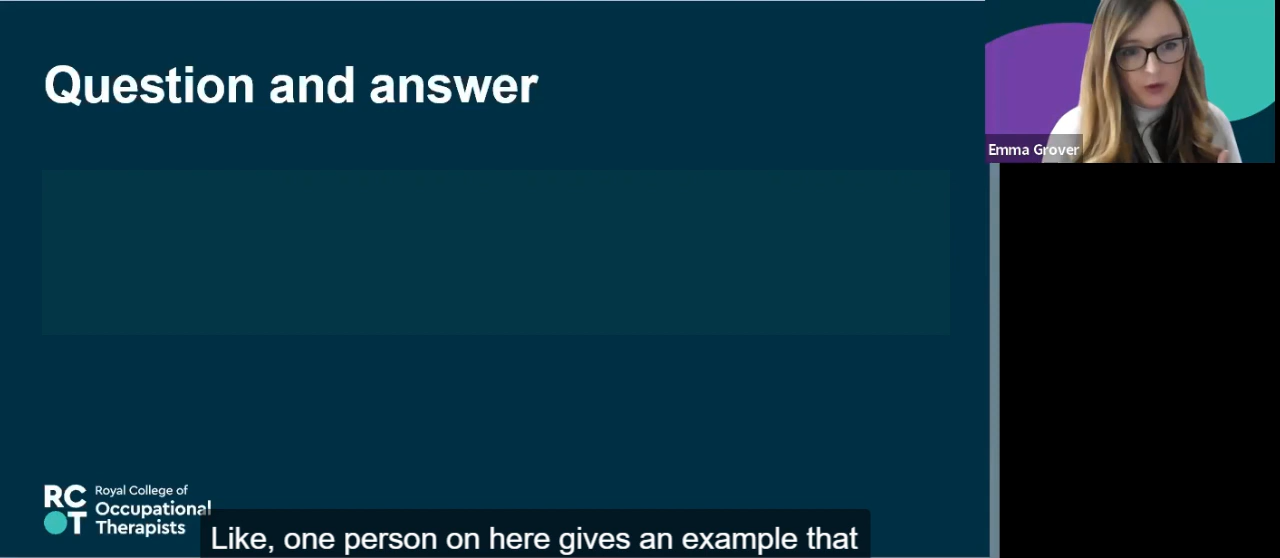 Question and answer
Emma Grover
RC
OT
Royal College of
Occupational
Therapists
Like, one person on here gives an example that